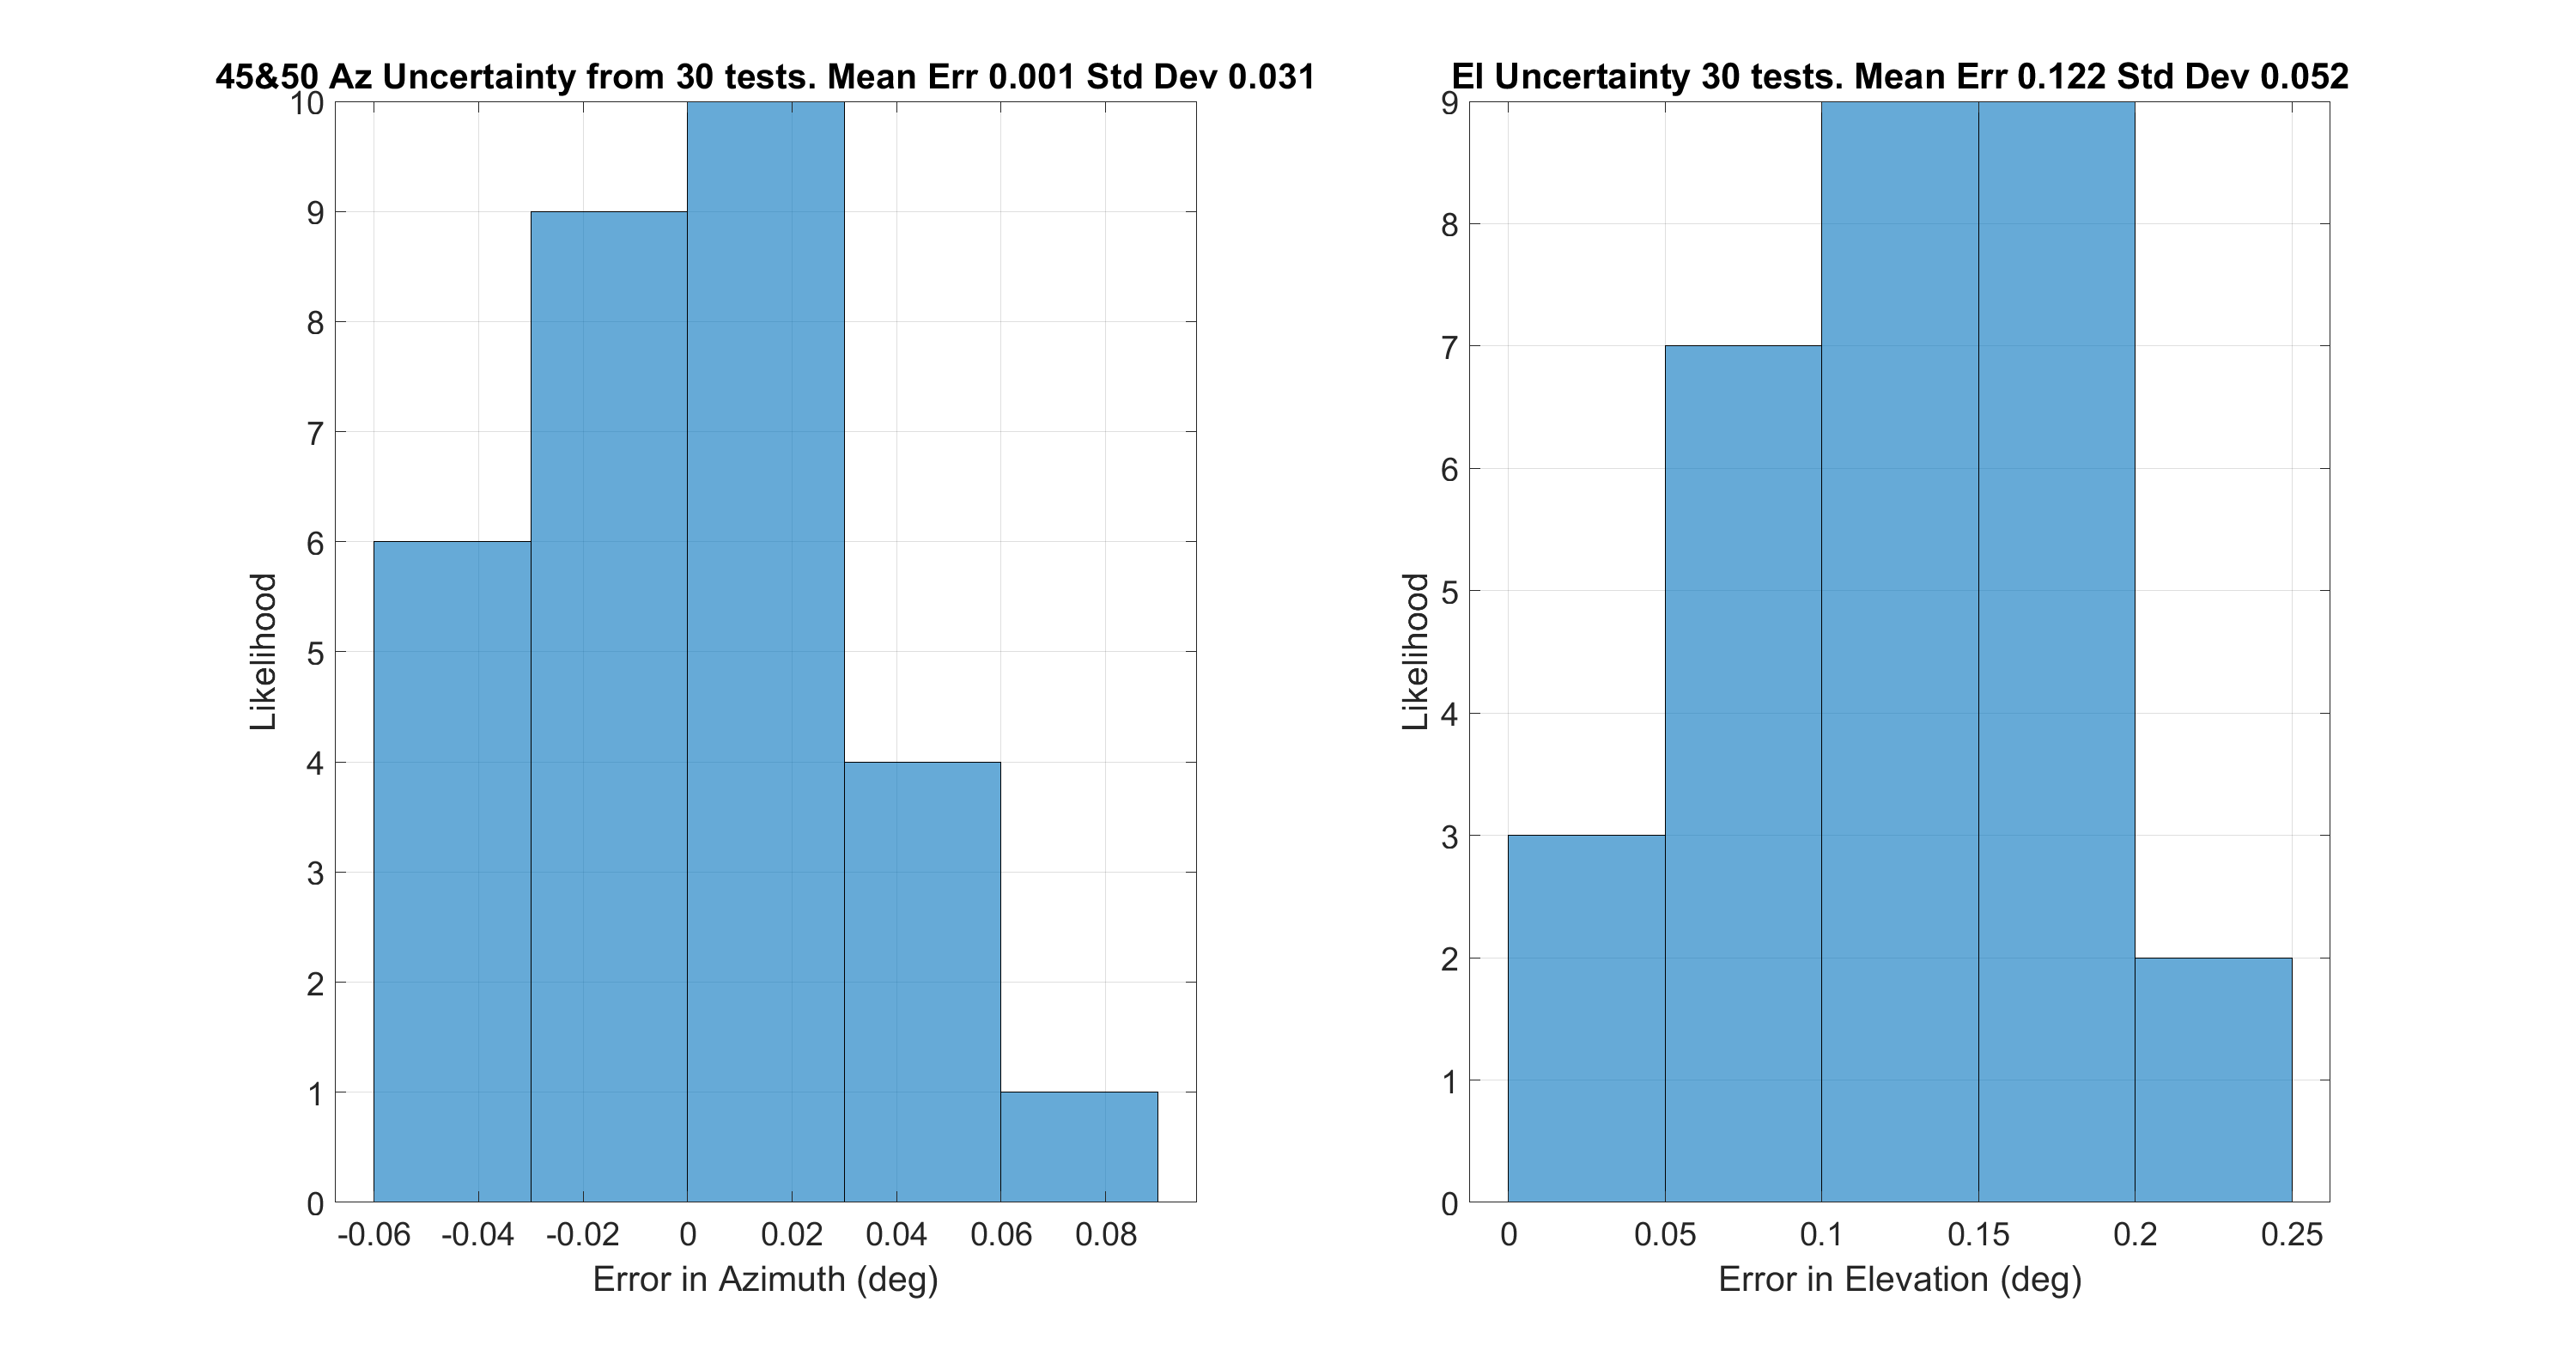 45&50 Az Uncertainty from 30 tests. Mean Err 0.001 Std Dev 0.031
10
9
8
7
6
5
4
3
2
1
0
Likelihood
-0.06 -0.04 -0.02 0 0.02 0.04 0.06 0.08
Error in Azimuth (deg)
El Uncertainty 30 tests. Mean Err 0.122 Std Dev 0.052
9
8
7
6
5
4
3
2
1
0
Likelihood
0 0.05 0.1 0.15 0.2 0.25
Error in Elevation (deg)